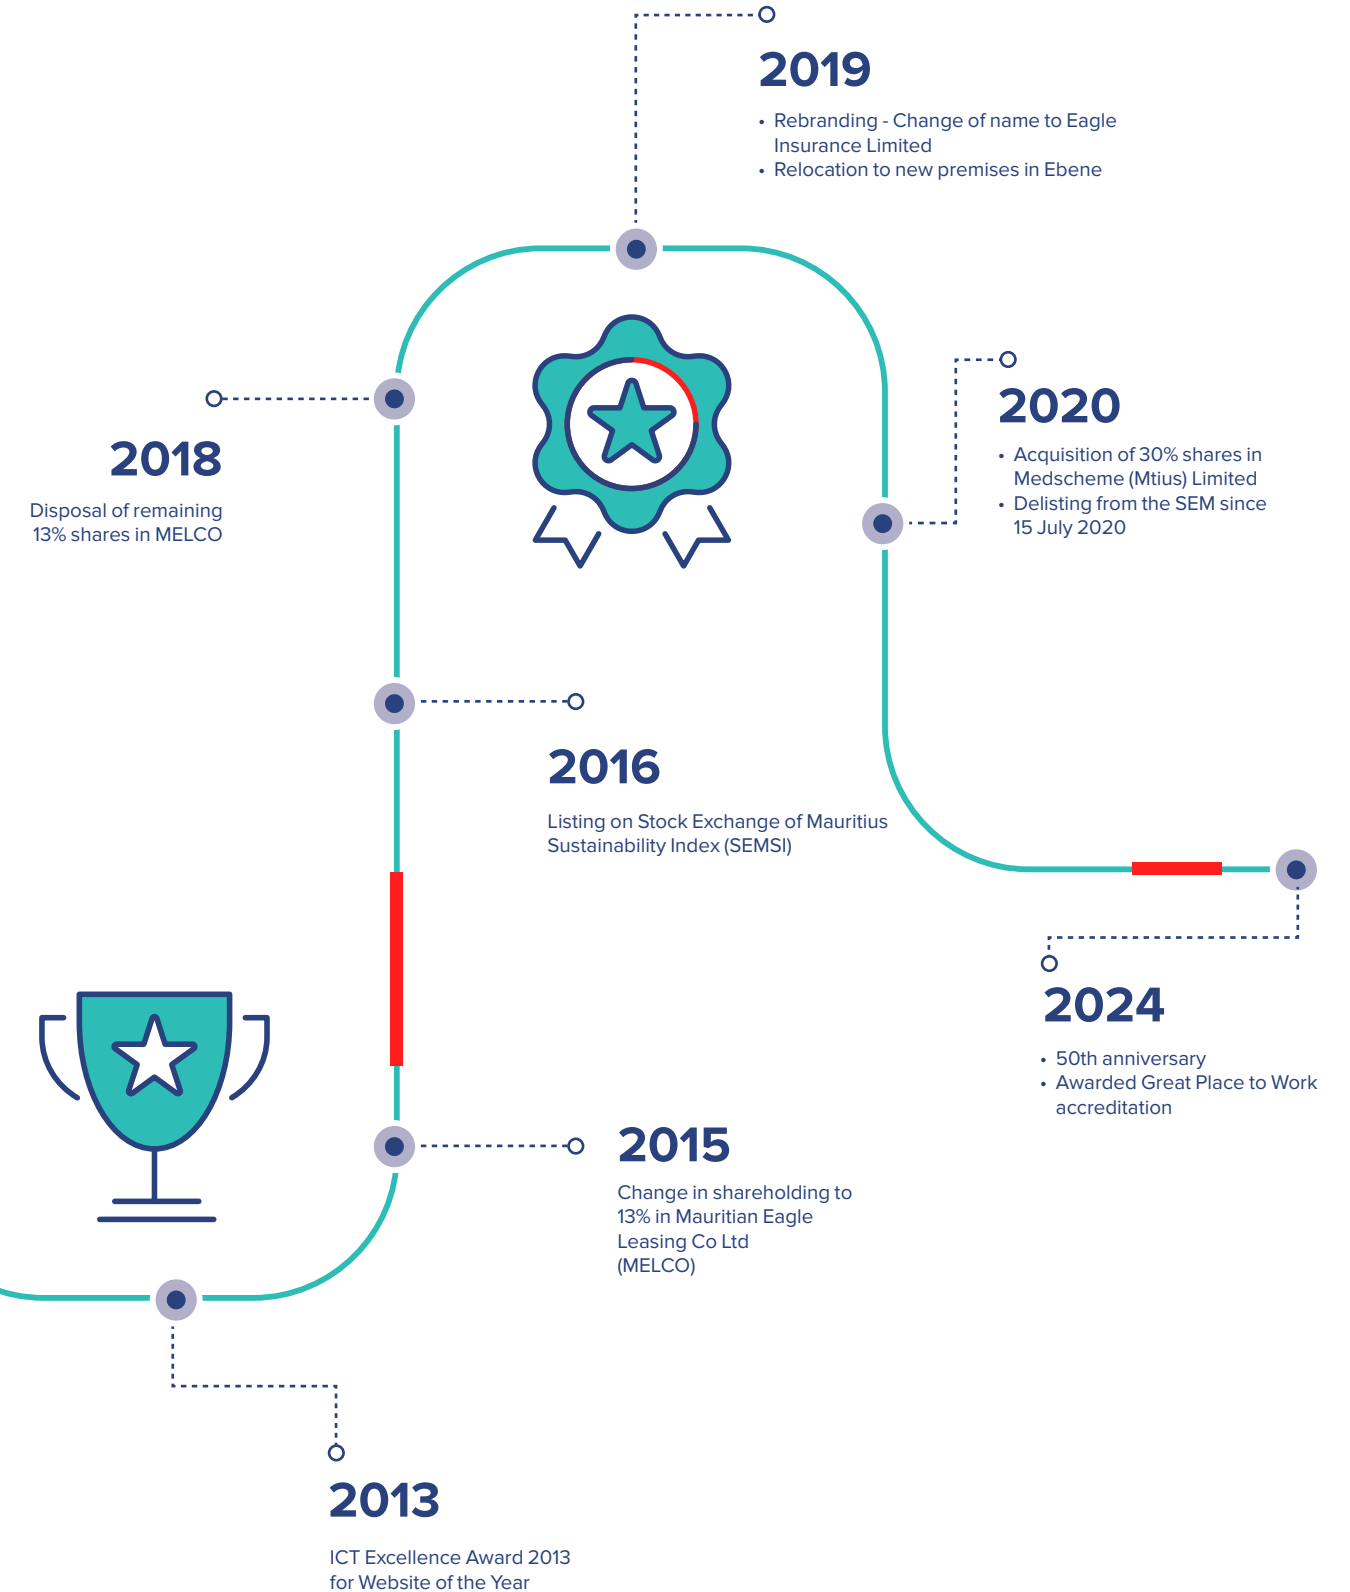 2019
• Rebranding - Change of name to Eagle
Insurance Limited
• Relocation to new premises in Ebene
2018
Disposal of remaining
13% shares in MELCO
2020
• Acquisition of 30% shares in
Medscheme (Mtius) Limited
• Delisting from the SEM since
15 July 2020
2016
Listing on Stock Exchange of Mauritius
Sustainability Index (SEMSI)
2024
• 50th anniversary
• Awarded Great Place to Work
accreditation
2015
Change in shareholding to
13% in Mauritian Eagle
Leasing Co Ltd
(MELCO)
2013
ICT Excellence Award 2013
for Website of the Year